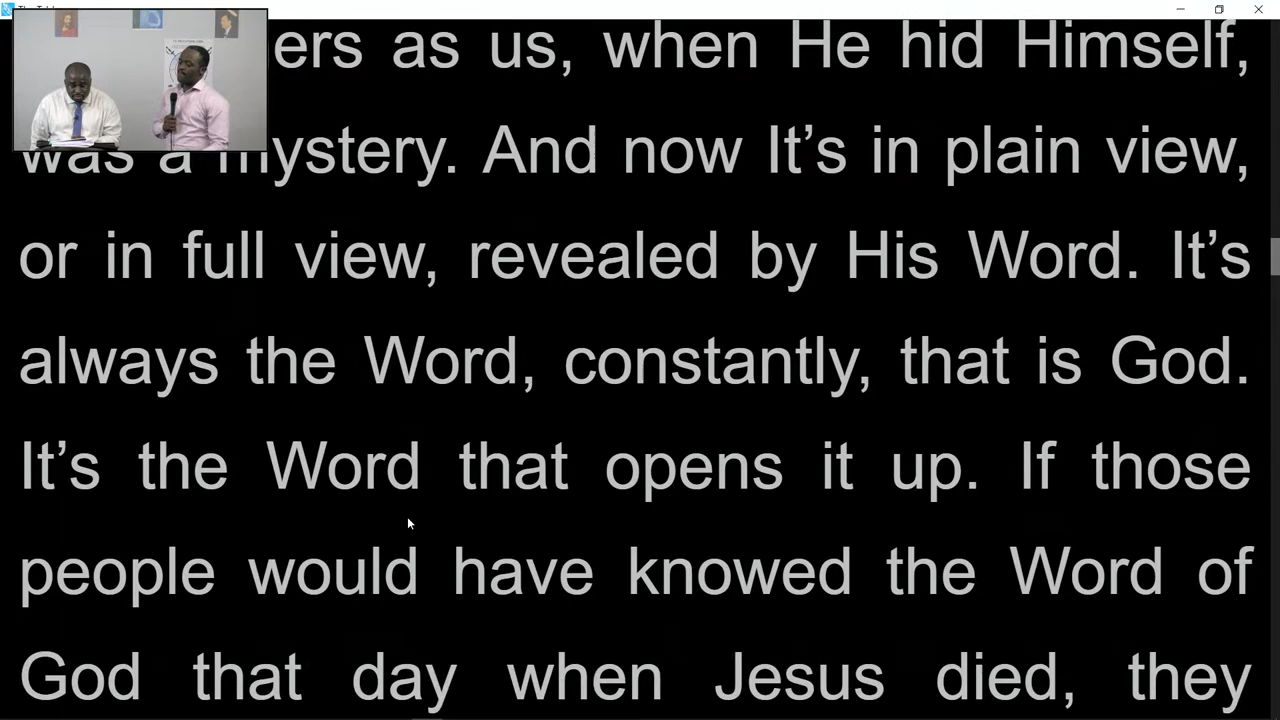 ers as us, when He hid Himself,
was a mystery. And now It’s in plain view,
or in full view, revealed by His Word. It’s
always the Word, constantly, that is God.
It’s the Word that opens it up. If those
people would have knowed the Word of
God that day when Jesus died, they